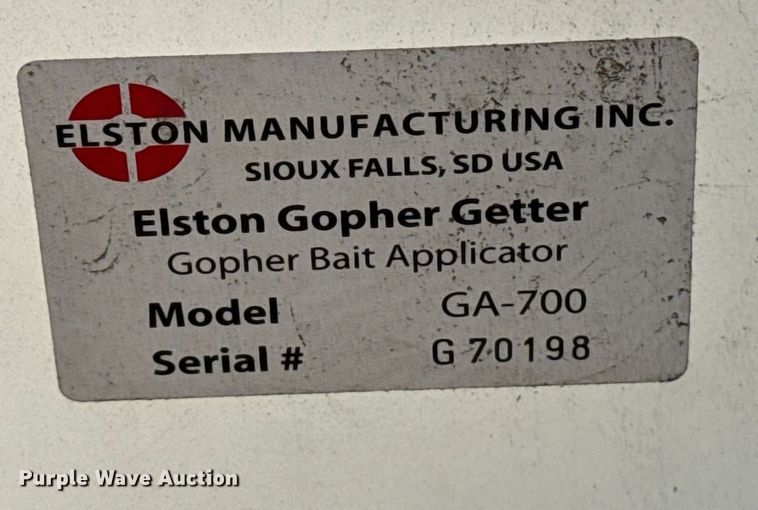 ELSTON MANUFACTURING INC.
SIOUX FALLS, SD USA
Elston Gopher Getter
Gopher Bait Applicator
Model GA-700
Serial # G 70198
Purple Wave Auction